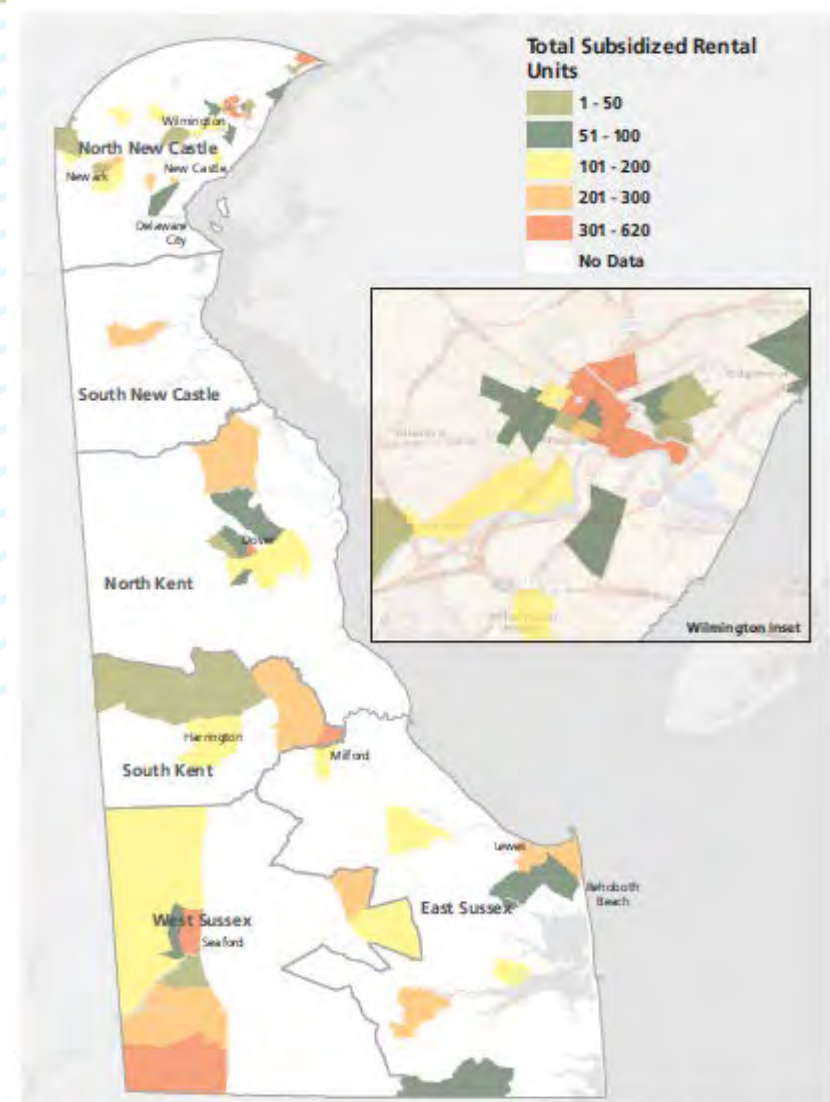 Total Subsidized Rental
Units
1 - 50
51 - 100
101 - 200
201 - 300
301 - 620
No Data
Wilmington
North New Castle
New Castle
Newark
Delaware
City
South New Castle
Dover
North Kent
Wilmington Inset
Harrington
Milford
South Kent
Lewes
Rehoboth
Beach
East Sussex
West Sussex
Seaford